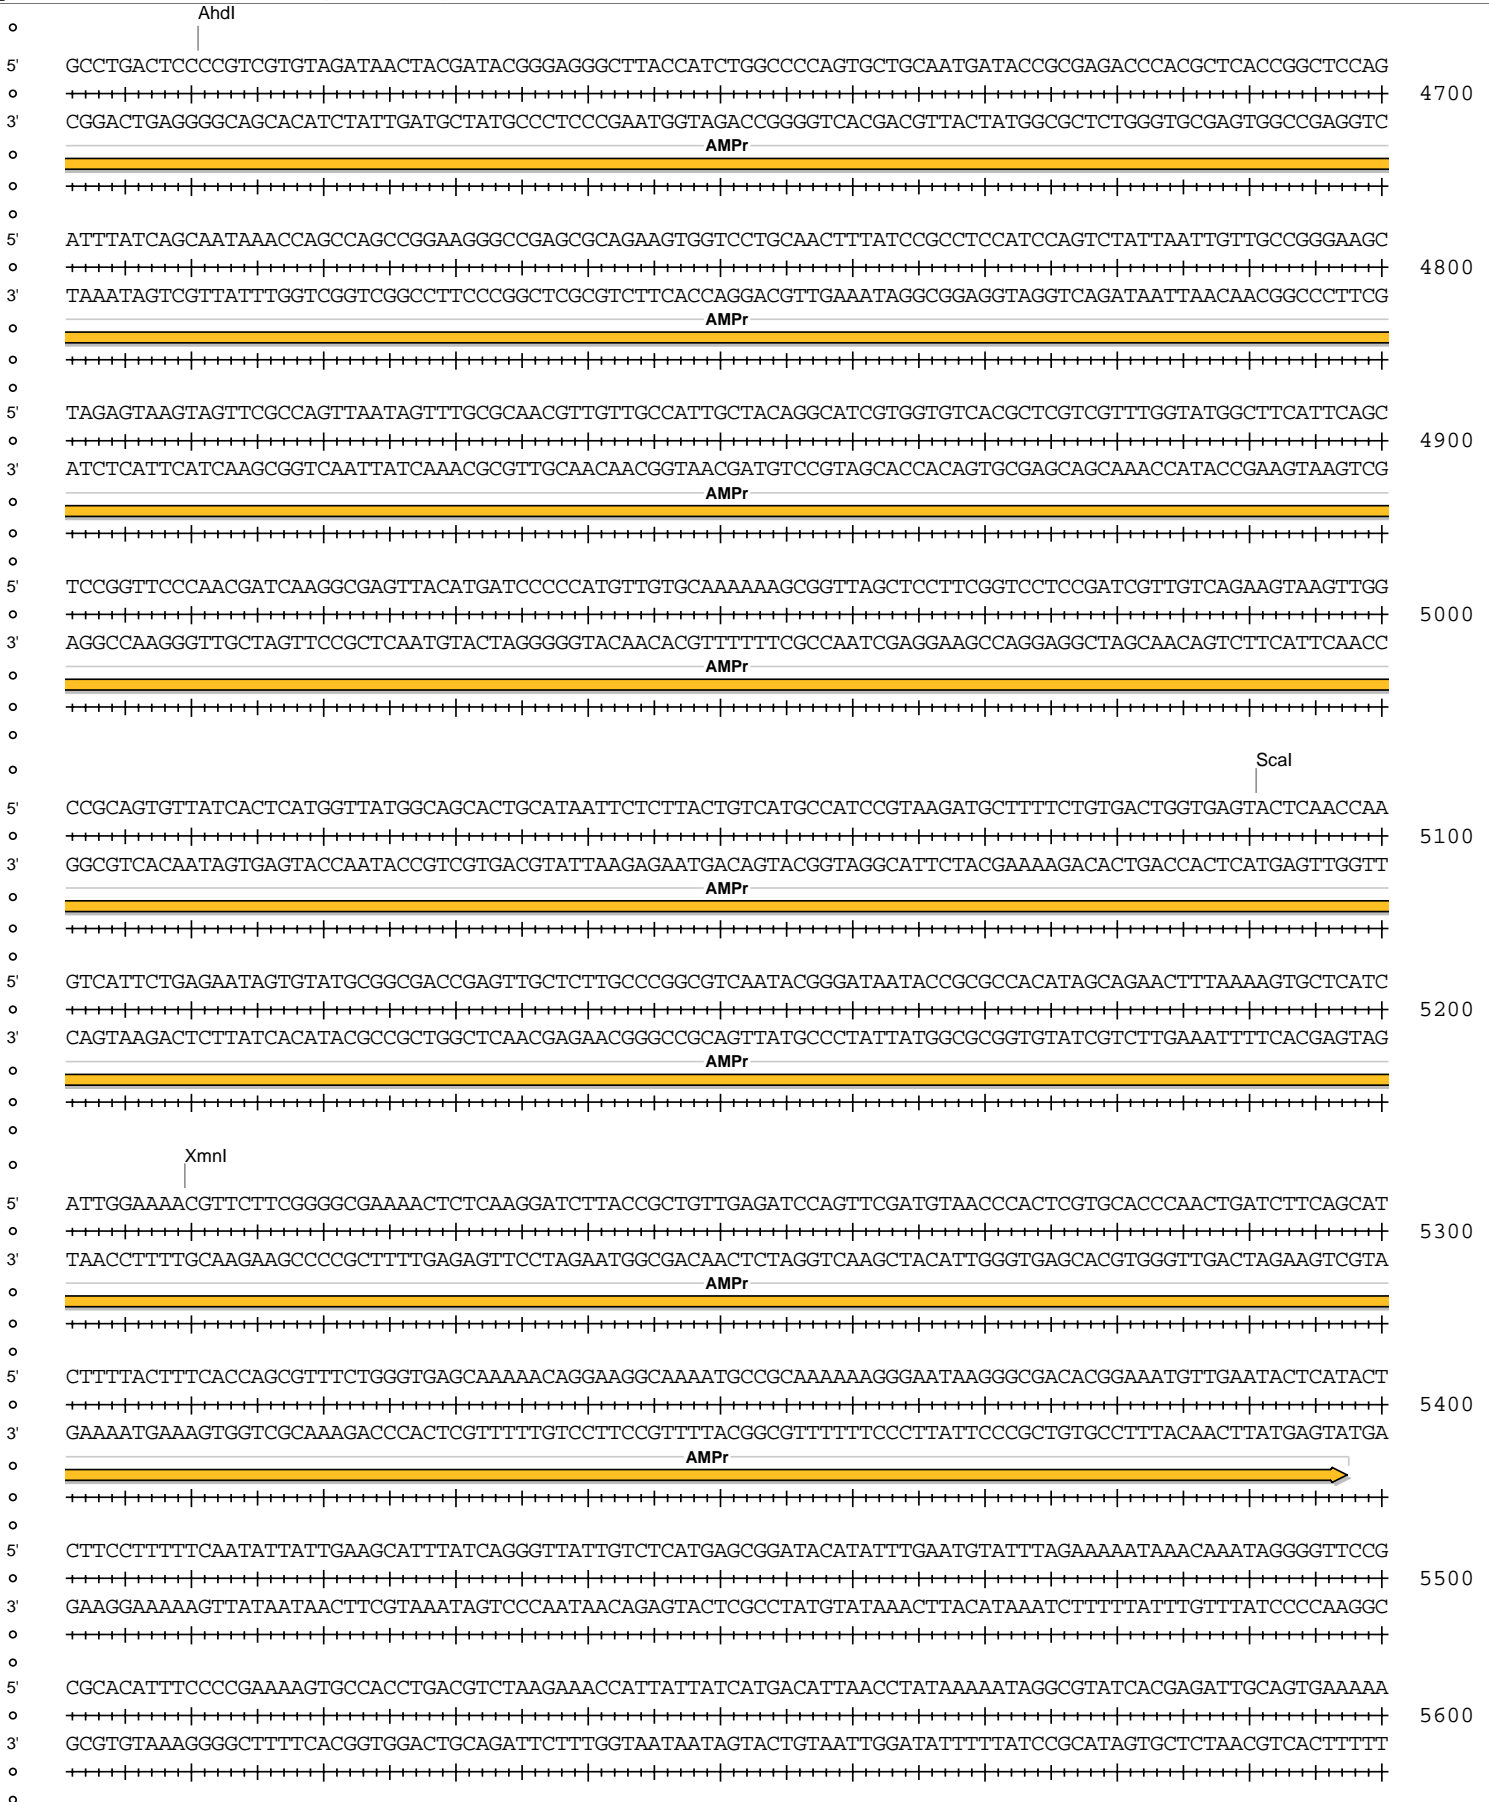 AhdI
5' GCCTGACTCCCCGTCGTGTAGATAACTACGATACGGGAGGGCTTACCATCTGGCCCCAGTGCTGCAATGATACCGCGAGACCCACGCTCACCGGCTCCAG
4700
3' CGGACTGAGGGGCAGCACATCTATTGATGCTATGCCCTCCCGAATGGTAGACCGGGGTCACGACGTTACTATGGCGCTCTGGGTGCGAGTGGCCGAGGTC
AMPr
5' ATTTATCAGCAATAAACCAGCCAGCCGGAAGGGCCGAGCGCAGAAGTGGTCCTGCAACTTTATCCGCCTCCATCCAGTCTATTAATTGTTGCCGGGAAGC
4800
3' TAAATAGTCGTTATTTGGTCGGTCGGCCTTCCCGGCTCGCGTCTTCACCAGGACGTTGAAATAGGCGGAGGTAGGTCAGATAATTAACAACGGCCCTTCG
AMPr
5' TAGAGTAAGTAGTTCGCCAGTTAATAGTTTGCGCAACGTTGTTGCCATTGCTACAGGCATCGTGGTGTCACGCTCGTCGTTTGGTATGGCTTCATTCAGC
4900
3' ATCTCATTCATCAAGCGGTCAATTATCAAACGCGTTGCAACAACGGTAACGATGTCCGTAGCACCACAGTGCGAGCAGCAAACCATACCGAAGTAAGTCG
AMPr
5' TCCGGTTCCCAACGATCAAGGCGAGTTACATGATCCCCCATGTTGTGCAAAAAAGCGGTTAGCTCCTTCGGTCCTCCGATCGTTGTCAGAAGTAAGTTGG
5000
3' AGGCCAAGGGTTGCTAGTTCCGCTCAATGTACTAGGGGGTACAACACGTTTTTTCGCCAATCGAGGAAGCCAGGAGGCTAGCAACAGTCTTCATTCAACC
AMPr
ScaI
5' CCGCAGTGTTATCACTCATGGTTATGGCAGCACTGCATAATTCTCTTACTGTCATGCCATCCGTAAGATGCTTTTCTGTGACTGGTGAGTACTCAACCAA
5100
3' GGCGTCACAATAGTGAGTACCAATACCGTCGTGACGTATTAAGAGAATGACAGTACGGTAGGCATTCTACGAAAAGACACTGACCACTCATGAGTTGGTT
AMPr
5' GTCATTCTGAGAATAGTGTATGCGGCGACCGAGTTGCTCTTGCCCGGCGTCAATACGGGATAATACCGCGCCACATAGCAGAACTTTAAAAGTGCTCATC
5200
3' CAGTAAGACTCTTATCACATACGCCGCTGGCTCAACGAGAACGGGCCGCAGTTATGCCCTATTATGGCGCGGTGTATCGTCTTGAAATTTTCACGAGTAG
AMPr
XmnI
5' ATTGGAAAACGTTCTTCGGGGCGAAAACTCTCAAGGATCTTACCGCTGTTGAGATCCAGTTCGATGTAACCCACTCGTGCACCCAACTGATCTTCAGCAT
5300
3' TAACCTTTTGCAAGAAGCCCCGCTTTTGAGAGTTCCTAGAATGGCGACAACTCTAGGTCAAGCTACATTGGGTGAGCACGTGGGTTGACTAGAAGTCGTA
AMPr
5' CTTTTACTTTCACCAGCGTTTCTGGGTGAGCAAAAACAGGAAGGCAAAATGCCGCAAAAAAGGGAATAAGGGCGACACGGAAATGTTGAATACTCATACT
5400
3' GAAAATGAAAGTGGTCGCAAAGACCCACTCGTTTTTGTCCTTCCGTTTTACGGCGTTTTTTCCCTTATTCCCGCTGTGCCTTTACAACTTATGAGTATGA
AMPr
5' CTTCCTTTTTCAATATTATTGAAGCATTTATCAGGGTTATTGTCTCATGAGCGGATACATATTTGAATGTATTTAGAAAAATAAACAAATAGGGGTTCCG
5500
3' GAAGGAAAAAGTTATAATAACTTCGTAAATAGTCCCAATAACAGAGTACTCGCCTATGTATAAACTTACATAAATCTTTTTATTTGTTTATCCCCAAGGC
5' CGCACATTTCCCCGAAAAGTGCCACCTGACGTCTAAGAAACCATTATTATCATGACATTAACCTATAAAAATAGGCGTATCACGAGATTGCAGTGAAAAA
5600
3' GCGTGTAAAGGGGCTTTTCACGGTGGACTGCAGATTCTTTGGTAATAATAGTACTGTAATTGGATATTTTTATCCGCATAGTGCTCTAACGTCACTTTTT